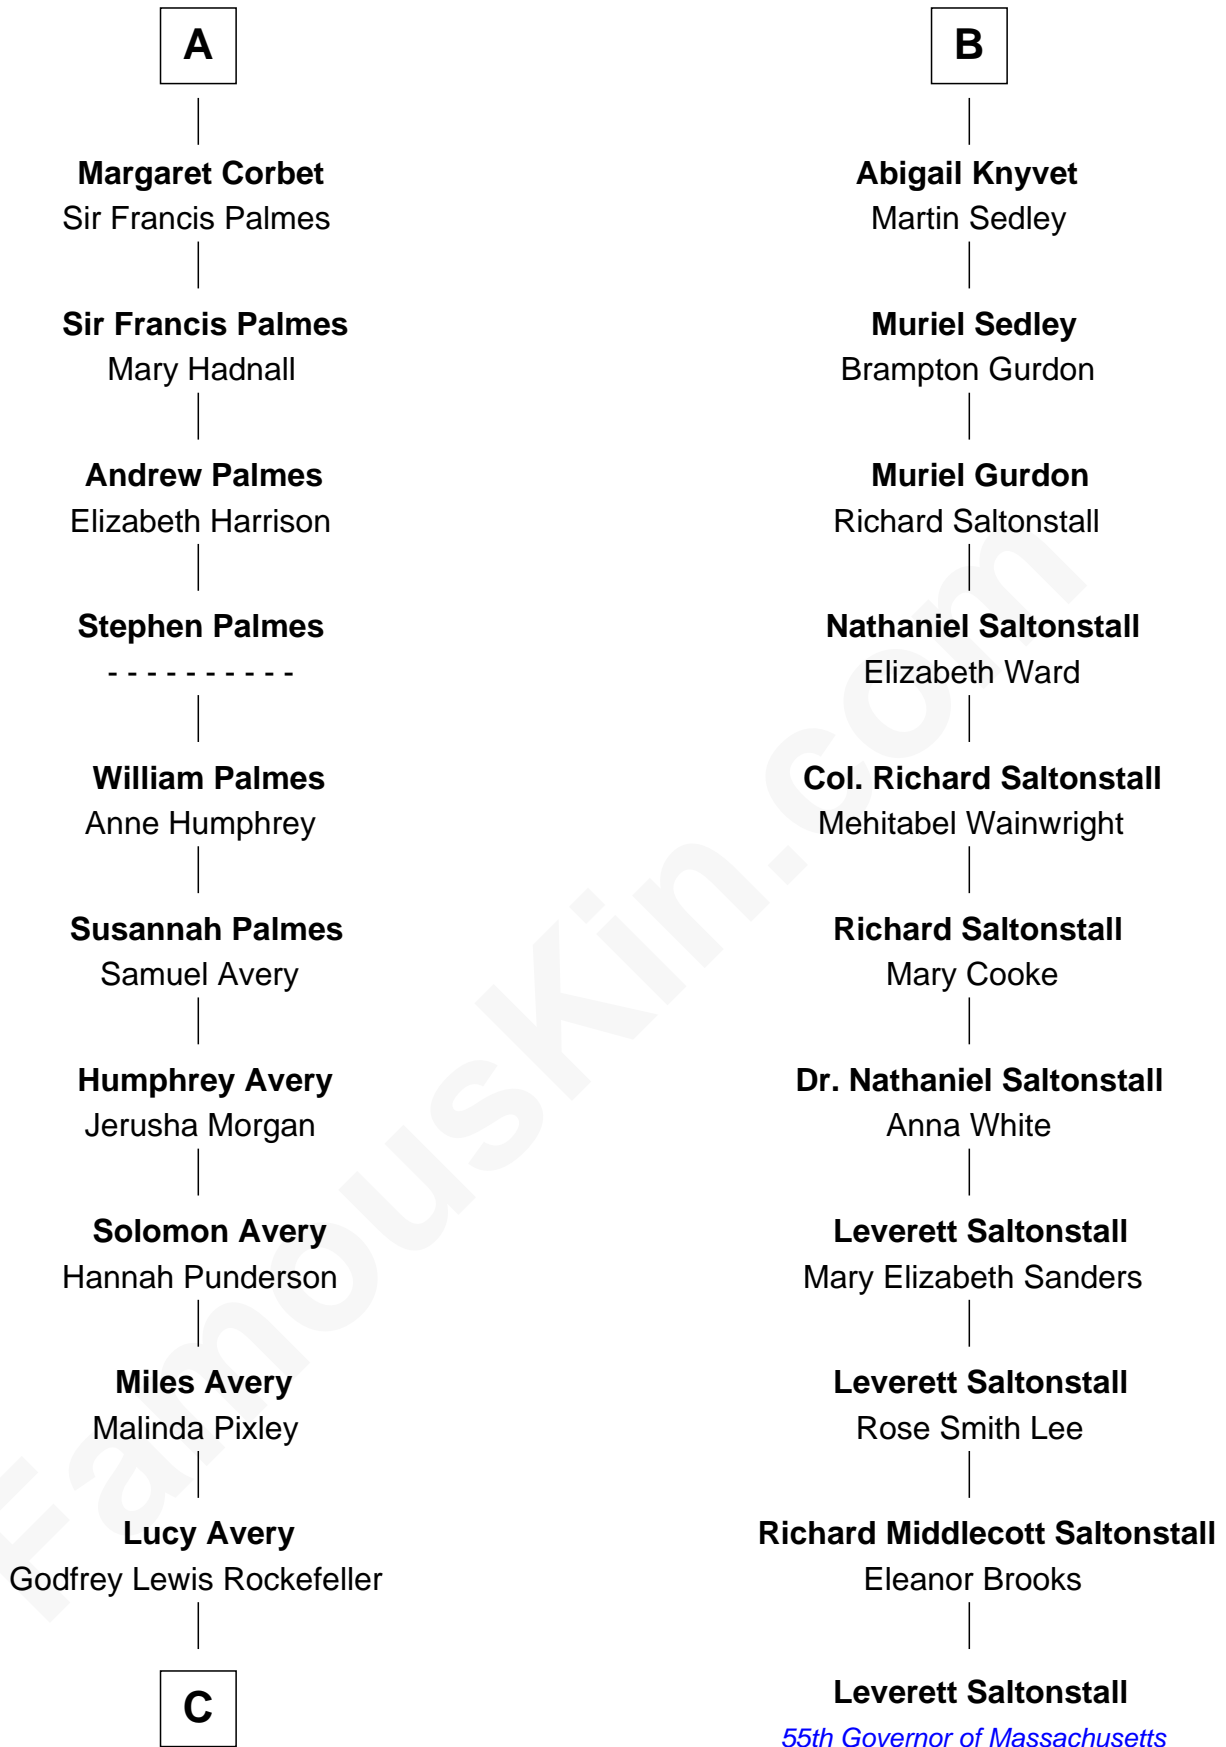 A
Margaret Corbet
Sir Francis Palmes
Sir Francis Palmes
Mary Hadnall
Andrew Palmes
Elizabeth Harrison
Stephen Palmes
- - - - - - - - - -
William Palmes
Anne Humphrey
Susannah Palmes
Samuel Avery
Humphrey Avery
Jerusha Morgan
Solomon Avery
Hannah Punderson
Miles Avery
Malinda Pixley
Lucy Avery
Godfrey Lewis Rockefeller
C
B
Abigail Knyvet
Martin Sedley
Muriel Sedley
Brampton Gurdon
Muriel Gurdon
Richard Saltonstall
Nathaniel Saltonstall
Elizabeth Ward
Col. Richard Saltonstall
Mehitabel Wainwright
Richard Saltonstall
Mary Cooke
Dr. Nathaniel Saltonstall
Anna White
Leverett Saltonstall
Mary Elizabeth Sanders
Leverett Saltonstall
Rose Smith Lee
Richard Middlecott Saltonstall
Eleanor Brooks
Leverett Saltonstall
55th Governor of Massachusetts
FamousKin.com